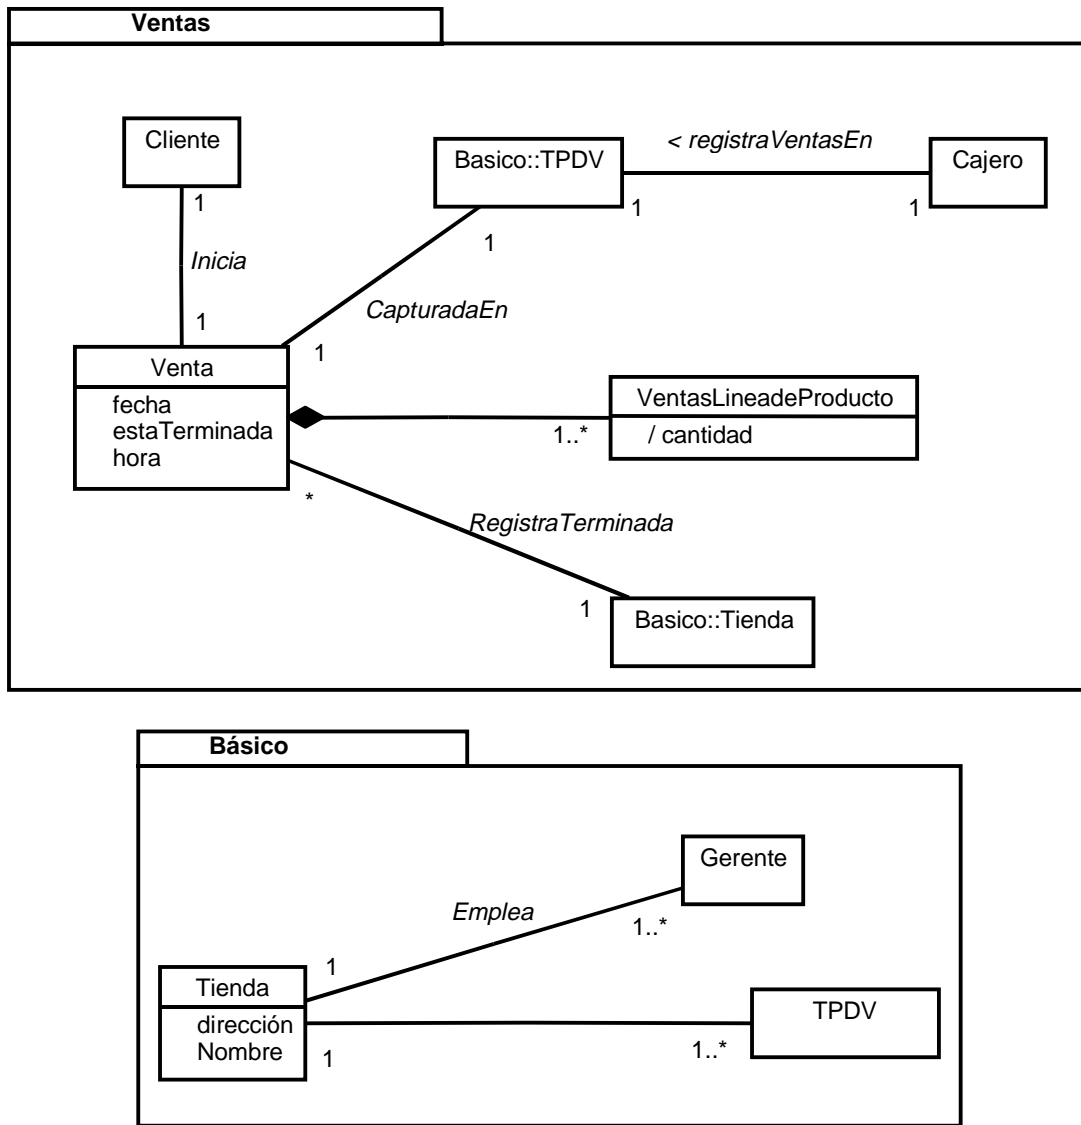 Ventas
Cliente
Basico::TPDV
< registraVentasEn
Cajero
1
1
1
1
Inicia
CapturadaEn
1
1
Venta
fecha
estaTerminada
hora
VentasLineadeProducto
/ cantidad
1..*
*
RegistraTerminada
1
Basico::Tienda
Básico
Gerente
Emplea
1..*
1
Tienda
dirección
Nombre
TPDV
1
1..*